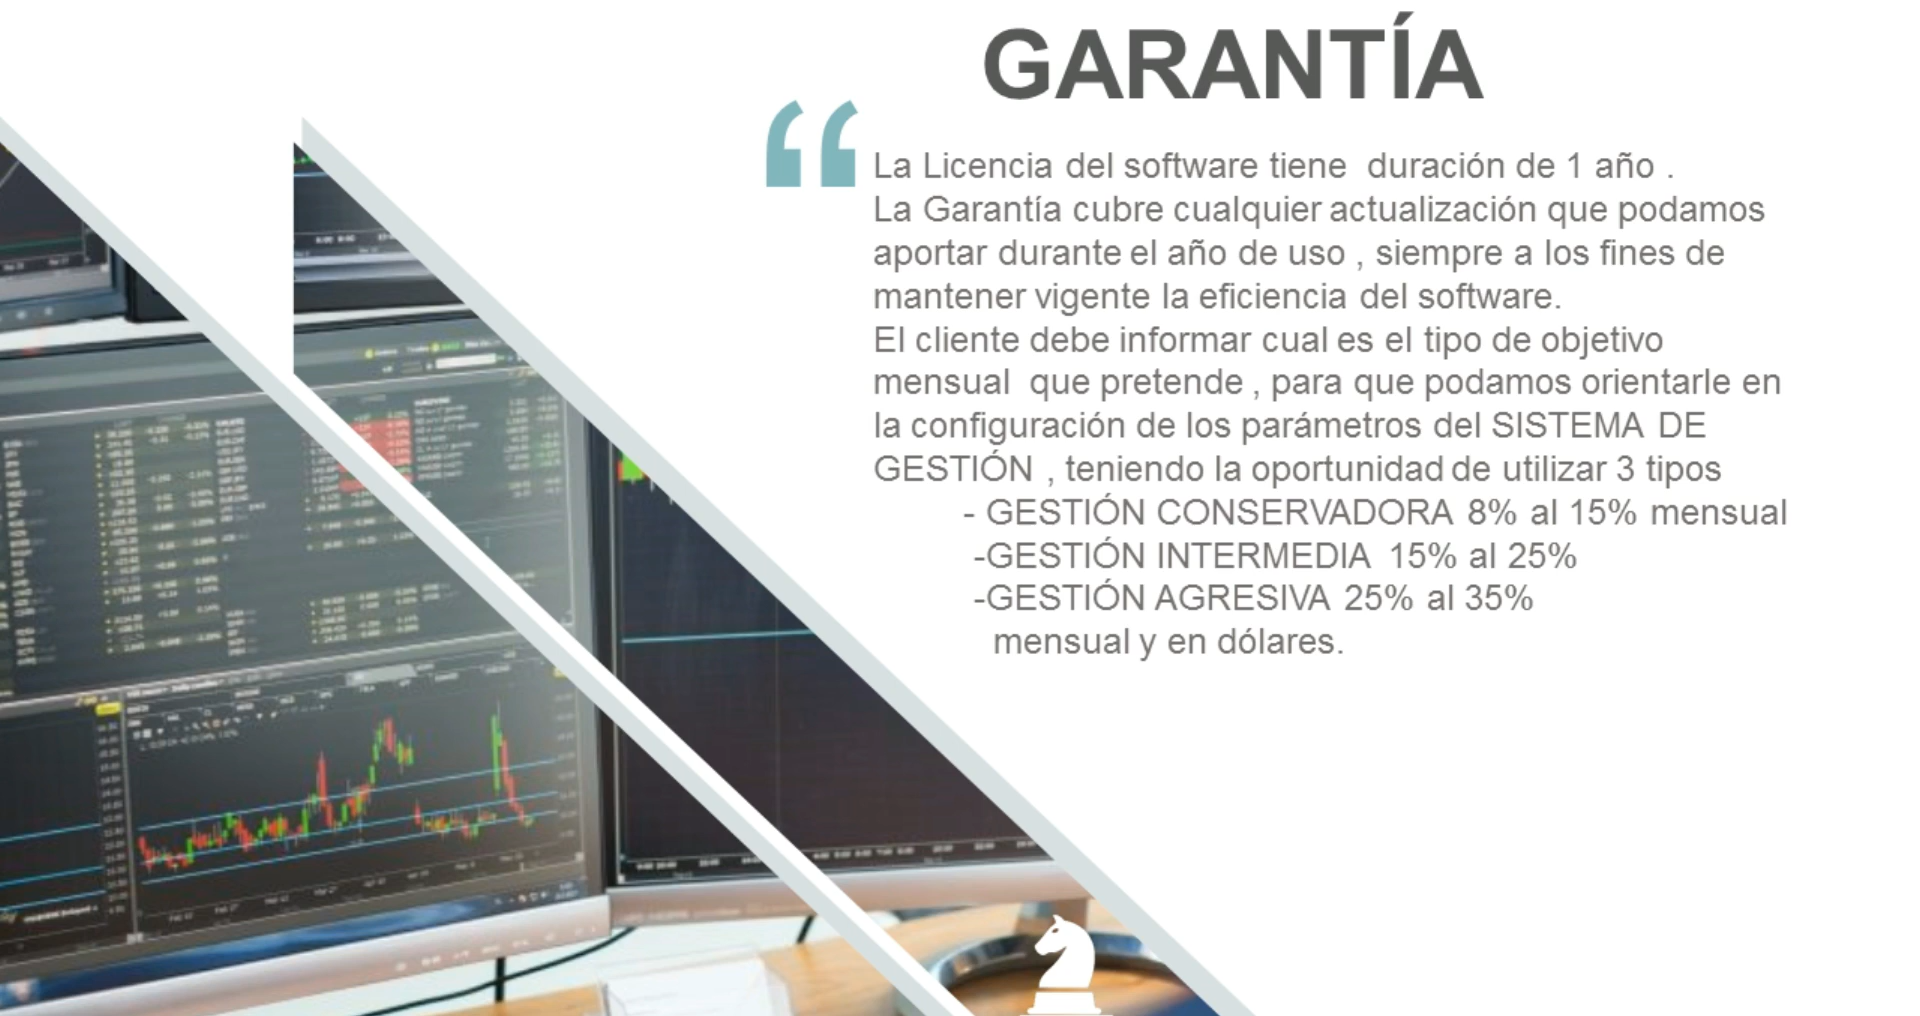 GARANTÍA
La Licencia del software tiene duración de 1 año .
La Garantía cubre cualquier actualización que podamos
aportar durante el año de uso , siempre a los fines de
mantener vigente la eficiencia del software.
El cliente debe informar cual es el tipo de objetivo
mensual que pretende , para que podamos orientarle en
la configuración de los parámetros del SISTEMA DE
GESTIÓN , teniendo la oportunidad de utilizar 3 tipos
- GESTIÓN CONSERVADORA 8% al 15% mensual
-GESTIÓN INTERMEDIA 15% al 25%
-GESTIÓN AGRESIVA 25% al 35%
mensual y en dólares.